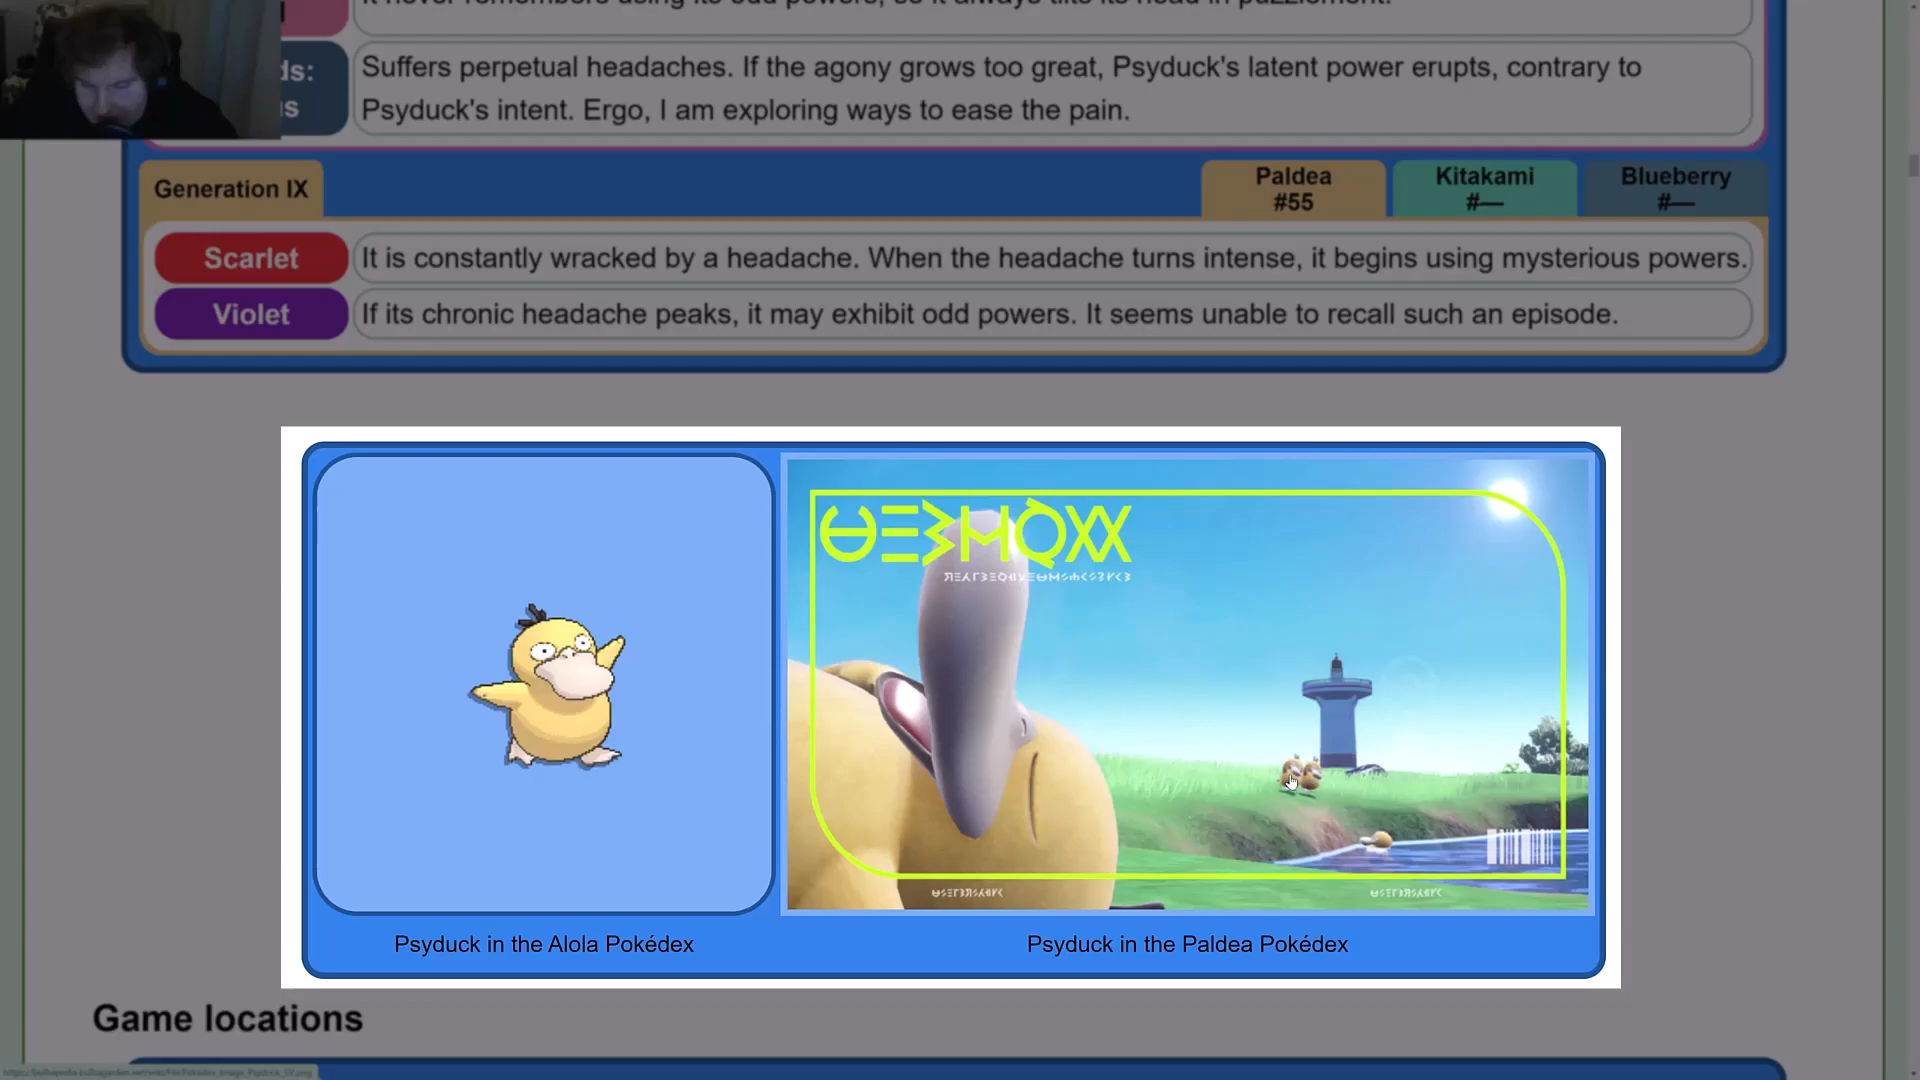 Suffers perpetual headaches. If the agony grows too great, Psyduck's latent power erupts, contrary to
Psyduck's intent. Ergo, I am exploring ways to ease the pain.
Generation IX
Paldea
#55
Kitakami
#—
Blueberry
#—
Scarlet
It is constantly wracked by a headache. When the headache turns intense, it begins using mysterious powers.
Violet
If its chronic headache peaks, it may exhibit odd powers. It seems unable to recall such an episode.
Psyduck in the Alola Pokédex
Psyduck in the Paldea Pokédex
Game locations